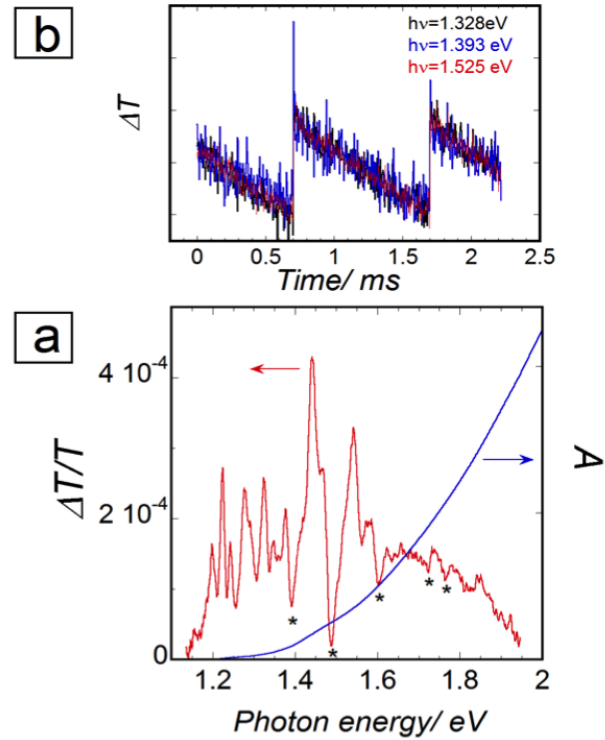 b
hν=1.328eV
hν=1.393 eV
hν=1.525 eV
ΔT
0 0.5 1 1.5 2 2.5
Time/ ms
a
4 10⁻⁴
2 10⁻⁴
0
ΔT/T
A
* * * * *
1.2 1.4 1.6 1.8 2
Photon energy/ eV